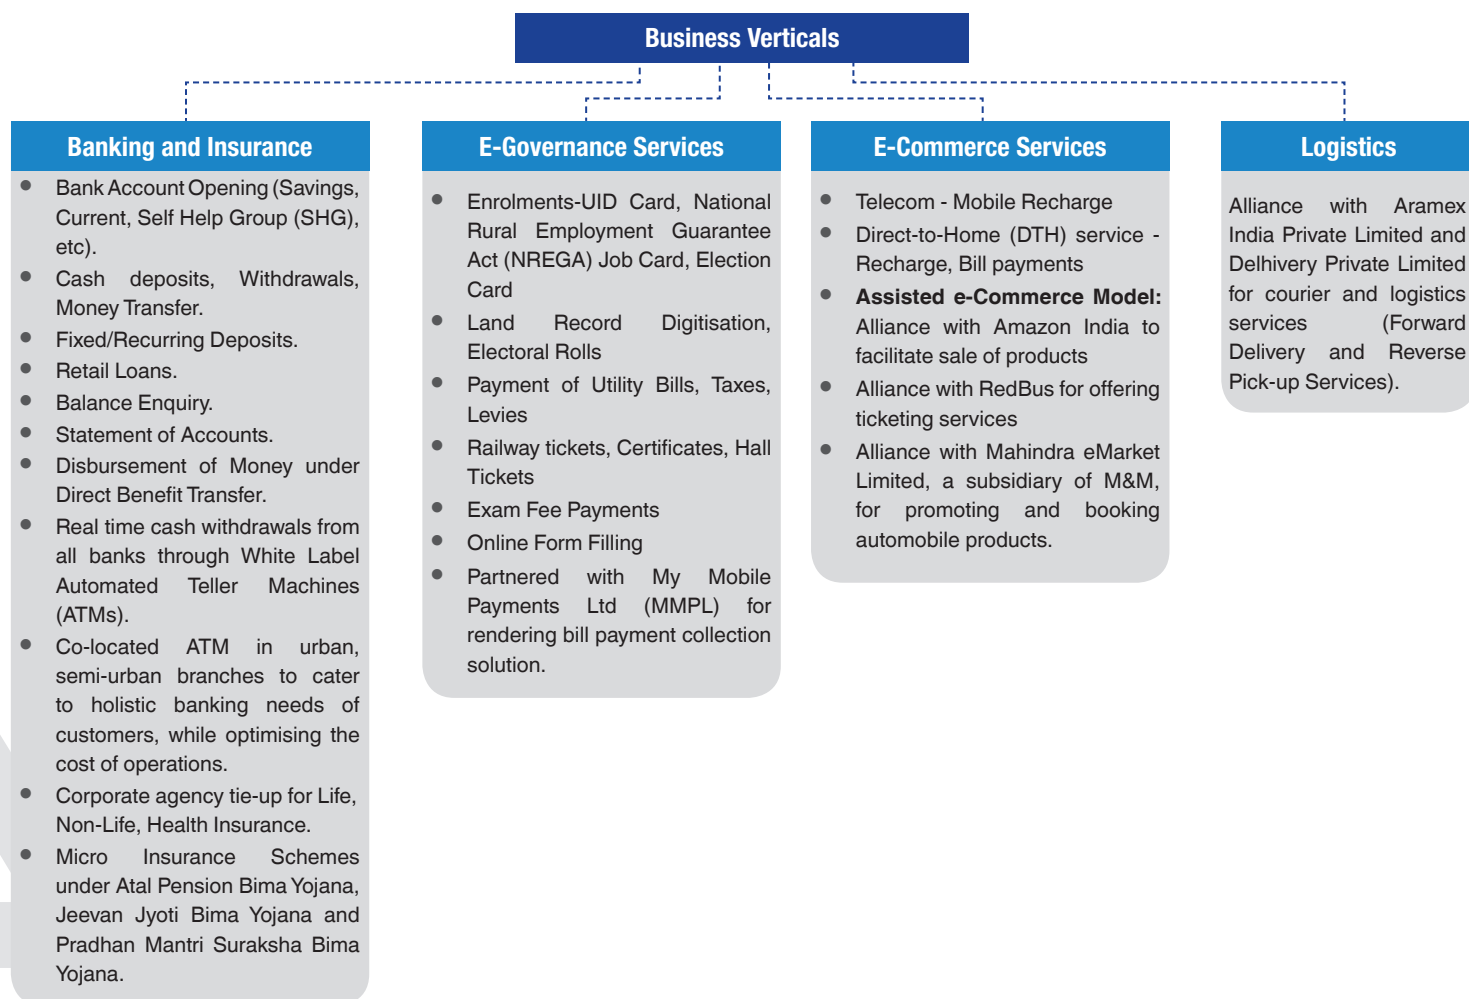 Business Verticals
Banking and Insurance
• Bank Account Opening (Savings,
Current, Self Help Group (SHG),
etc).
• Cash deposits, Withdrawals,
Money Transfer.
• Fixed/Recurring Deposits.
• Retail Loans.
• Balance Enquiry.
• Statement of Accounts.
• Disbursement of Money under
Direct Benefit Transfer.
• Real time cash withdrawals from
all banks through White Label
Automated Teller Machines
(ATMs).
• Co-located ATM in urban,
semi-urban branches to cater
to holistic banking needs of
customers, while optimising the
cost of operations.
• Corporate agency tie-up for Life,
Non-Life, Health Insurance.
• Micro Insurance Schemes
under Atal Pension Bima Yojana,
Jeevan Jyoti Bima Yojana and
Pradhan Mantri Suraksha Bima
Yojana.
E-Governance Services
• Enrolments-UID Card, National
Rural Employment Guarantee
Act (NREGA) Job Card, Election
Card
• Land Record Digitisation,
Electoral Rolls
• Payment of Utility Bills, Taxes,
Levies
• Railway tickets, Certificates, Hall
Tickets
• Exam Fee Payments
• Online Form Filling
• Partnered with My Mobile
Payments Ltd (MMPL) for
rendering bill payment collection
solution.
E-Commerce Services
• Telecom - Mobile Recharge
• Direct-to-Home (DTH) service -
Recharge, Bill payments
• Assisted e-Commerce Model:
Alliance with Amazon India to
facilitate sale of products
• Alliance with RedBus for offering
ticketing services
• Alliance with Mahindra eMarket
Limited, a subsidiary of M&M,
for promoting and booking
automobile products.
Logistics
Alliance with Aramex
India Private Limited and
Delhivery Private Limited
for courier and logistics
services (Forward
Delivery and Reverse
Pick-up Services).